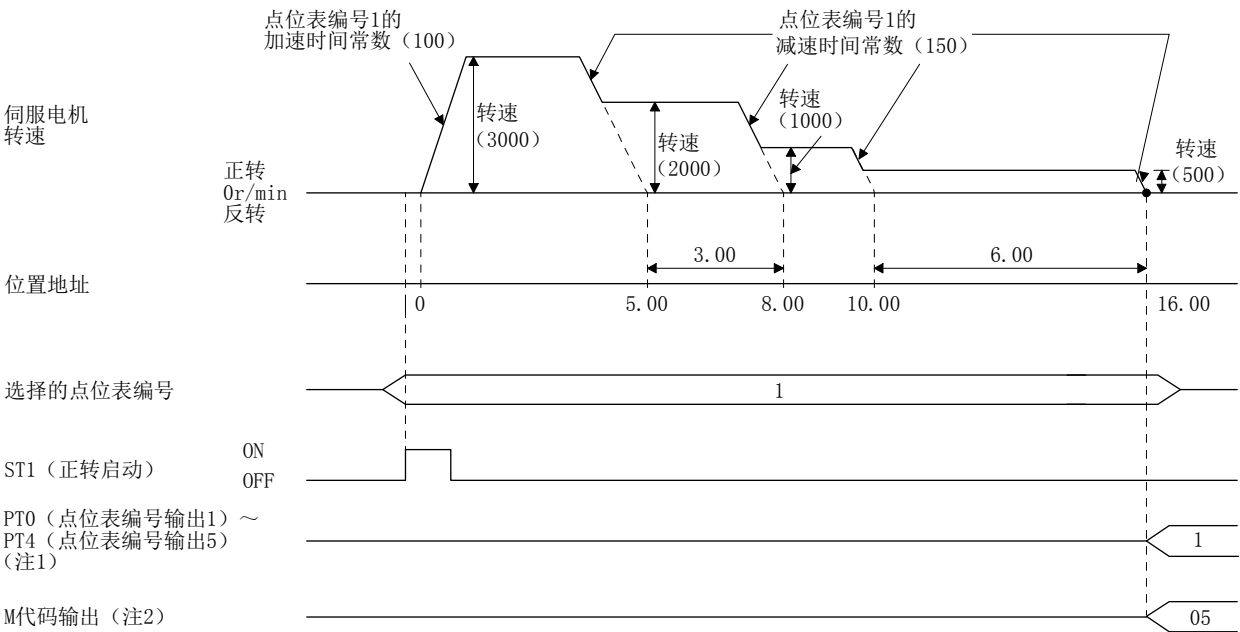 点位表编号1的
加速时间常数（100）
点位表编号1的
减速时间常数（150）
伺服电机
转速
转速
（3000）
转速
（2000）
转速
（1000）
转速
（500）
正转
0r/min
反转
3.00
6.00
位置地址
0
5.00
8.00
10.00
16.00
选择的点位表编号
1
ST1（正转启动）
ON
OFF
PT0（点位表编号输出1）～
PT4（点位表编号输出5）
（注1）
1
M代码输出（注2）
05